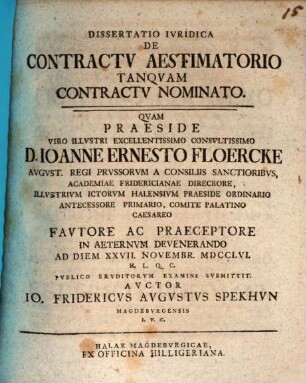 15
DISSERTATIO IVRIDICA
DE
CONTRACTV AESTIMATORIO
TANQVAM
CONTRACTV NOMINATO.
QVAM
PRAESIDE
VIRO ILLVSTRI EXCELLENTISSIMO CONSVLTISSIMO
D. IOANNE ERNESTO FLOERCKE
AVGVST. REGI PRVSSORVM A CONSILIIS SANCTIORIBVS,
ACADEMIAE FRIDERICIANAE DIRECTORE,
ILLVSTRIVM ICTORVM HALENSIVM PRAESIDE ORDINARIO
ANTECESSORE PRIMARIO, COMITE PALATINO
CAESAREO
FAVTORE AC PRAECEPTORE
IN AETERNVM DEVENERANDO
AD DIEM XXVII. NOVEMBR. MDCCLVI.
H. L. Q. C.
PVBLICO ERVDITORVM EXAMINI SVBMITTIT.
AVCTOR
IO. FRIDERICVS AVGVSTVS SPEKHVN
MAGDEBVRGENSIS
I. V. C.
HALAE MAGDEBVRGICAE,
EX OFFICINA HILLIGERIANA.